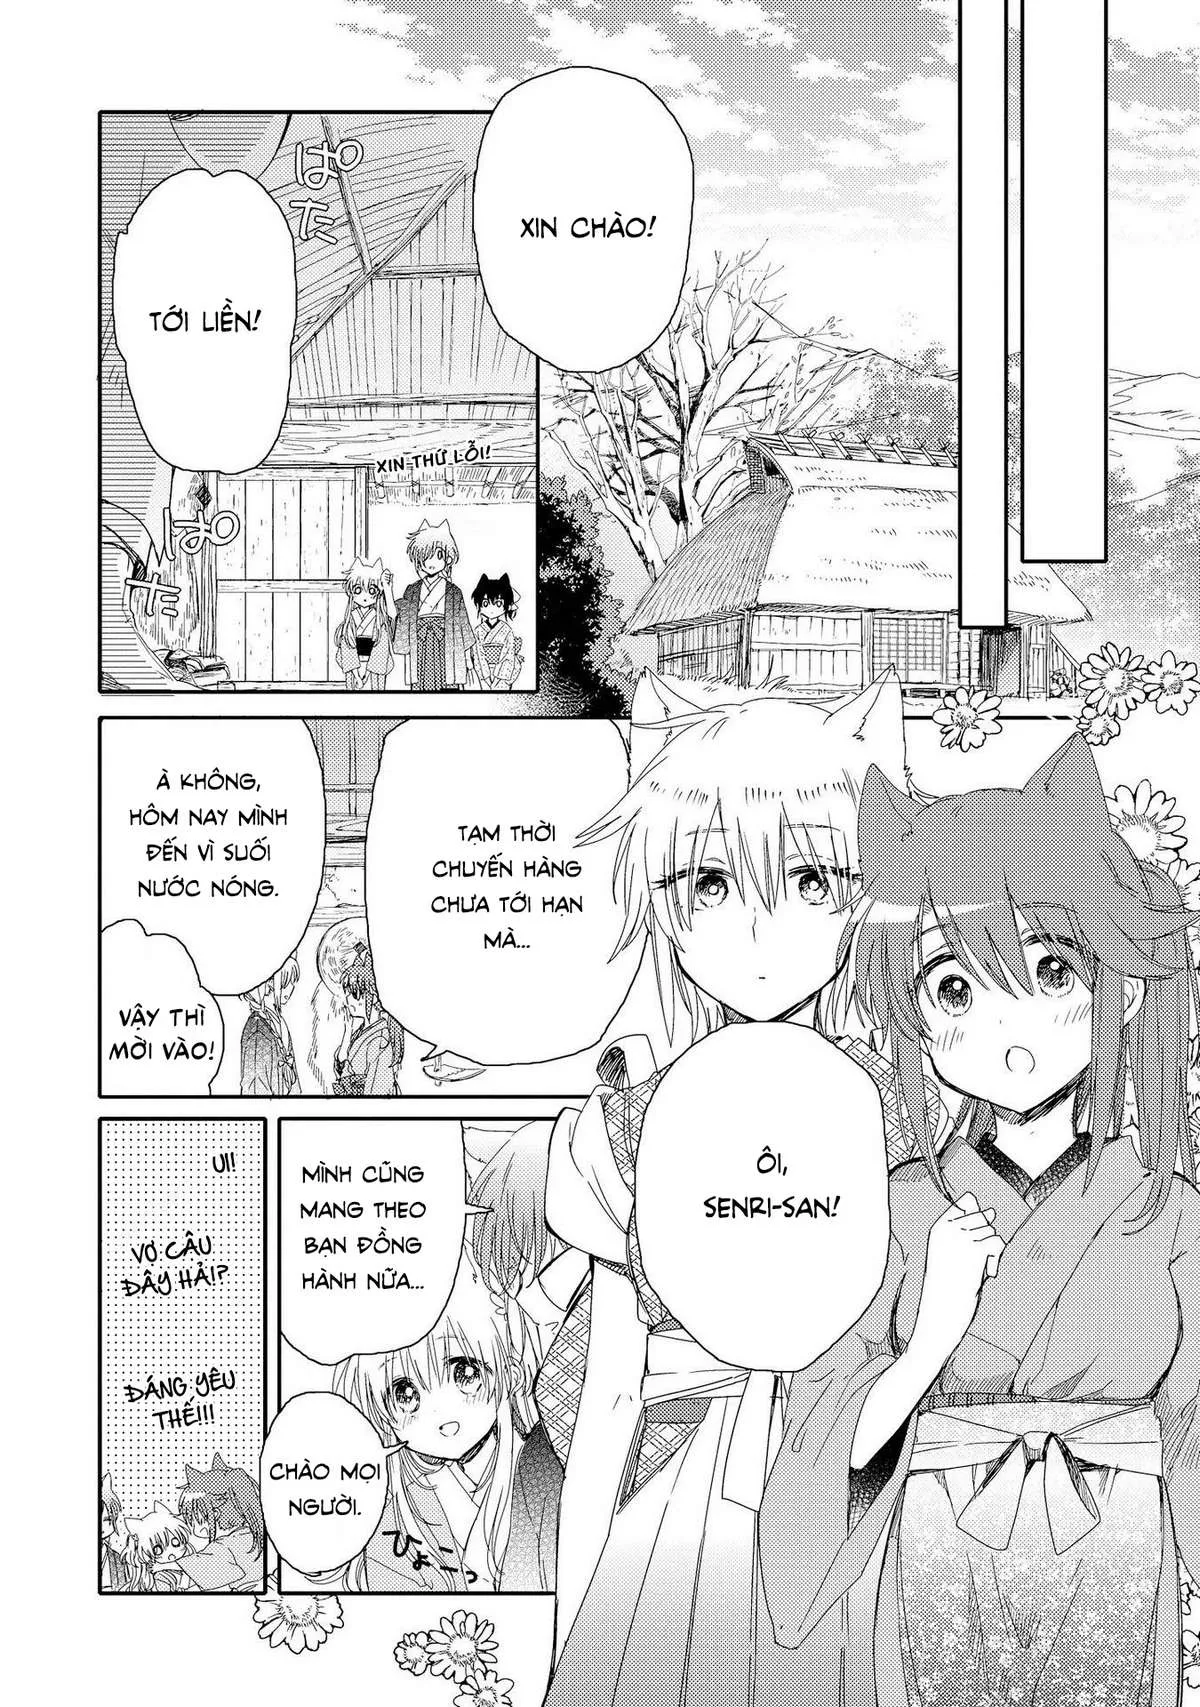 XIN CHÀO!
XIN THỨ LỖI!
ぱ
た
TỚI LIỀN!
ぱ
た
ÔI,
SENRI-SAN!
TẠM THỜI
CHUYẾN HÀNG
CHƯA TỚI HẠN
MÀ...
À KHÔNG,
HÔM NAY MÌNH
ĐẾN VÌ SUỐI
NƯỚC NÓNG.
VẬY THÌ
MỜI VÀO!
MÌNH CŨNG
MANG THEO
BẠN ĐỒNG
HÀNH NỮA...
CHÀO MỌI
NGƯỜI.
ひょこっ
UI!
VỢ CẬU
ĐÂY HẢ!?
ĐÁNG YÊU
THẾ!!!